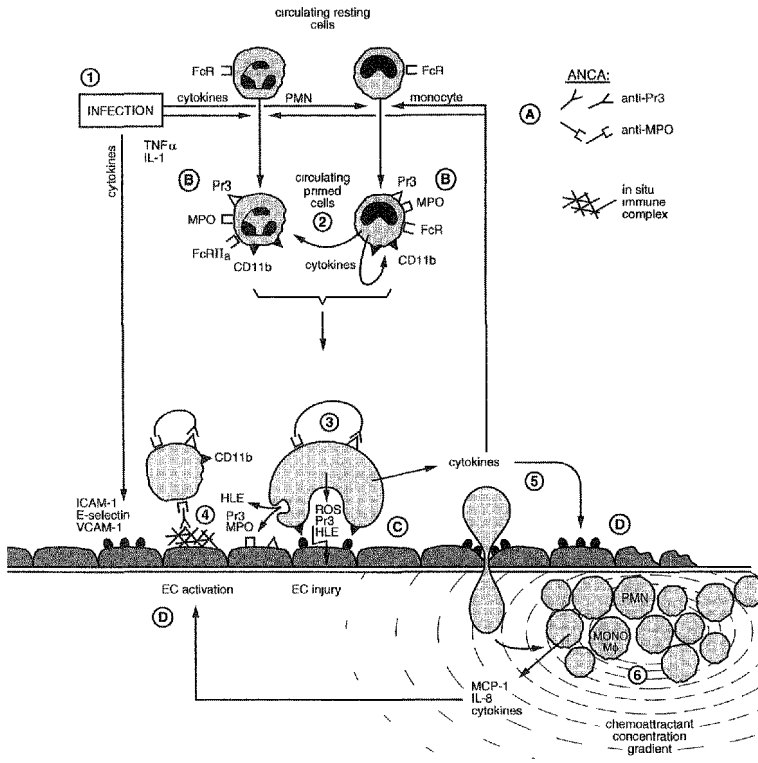 circulating resting
cells
FcR
FcR
1
INFECTION
cytokines
PMN
monocyte
TNFα
IL-1
cytokines
ANCA:
A
anti-Pr3
anti-MPO
in situ
immune
complex
B
Pr3
MPO
FcRIIa
CD11b
circulating
primed
cells
2
cytokines
B
Pr3
MPO
FcR
CD11b
3
CD11b
cytokines
5
ICAM-1
E-selectin
VCAM-1
4
HLE
Pr3
MPO
ROS
Pr3
HLE
C
D
EC activation
EC injury
D
PMN
MONO
MΦ
6
MCP-1
IL-8
cytokines
chemoattractant
concentration
gradient